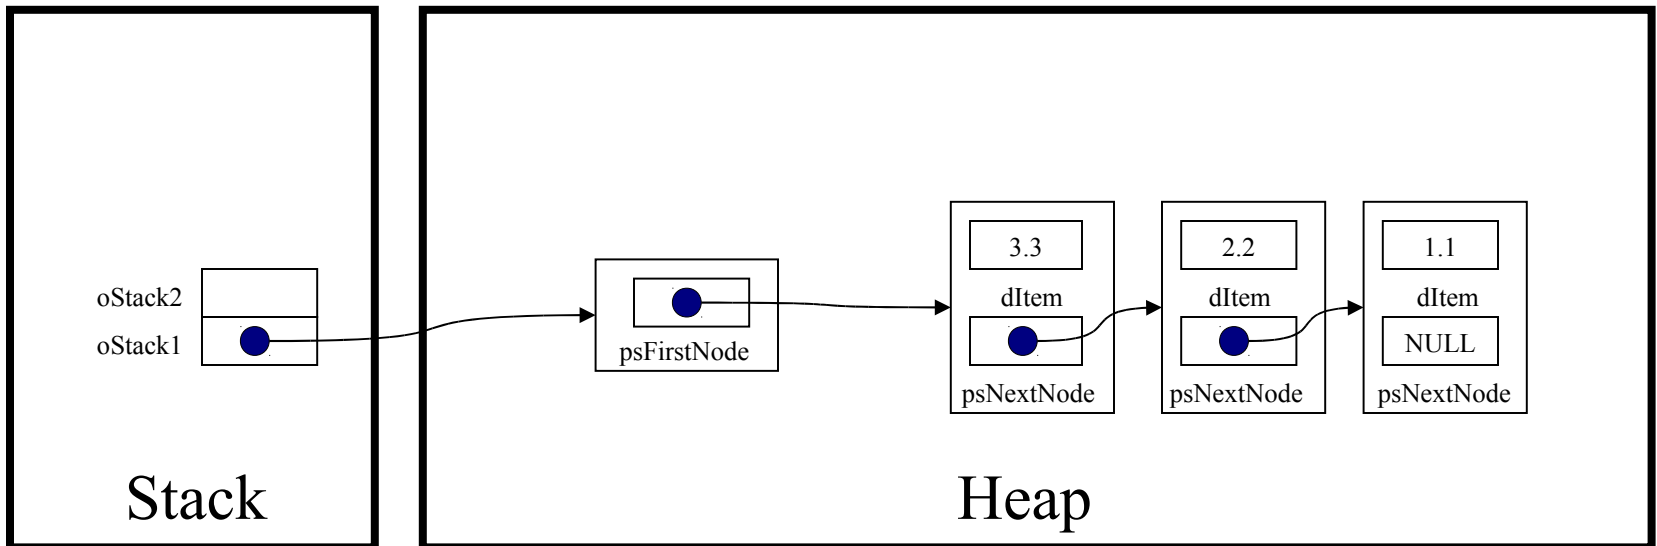 oStack2
oStack1
Stack
psFirstNode
3.3
dItem
psNextNode
2.2
dItem
psNextNode
1.1
dItem
NULL
psNextNode
Heap